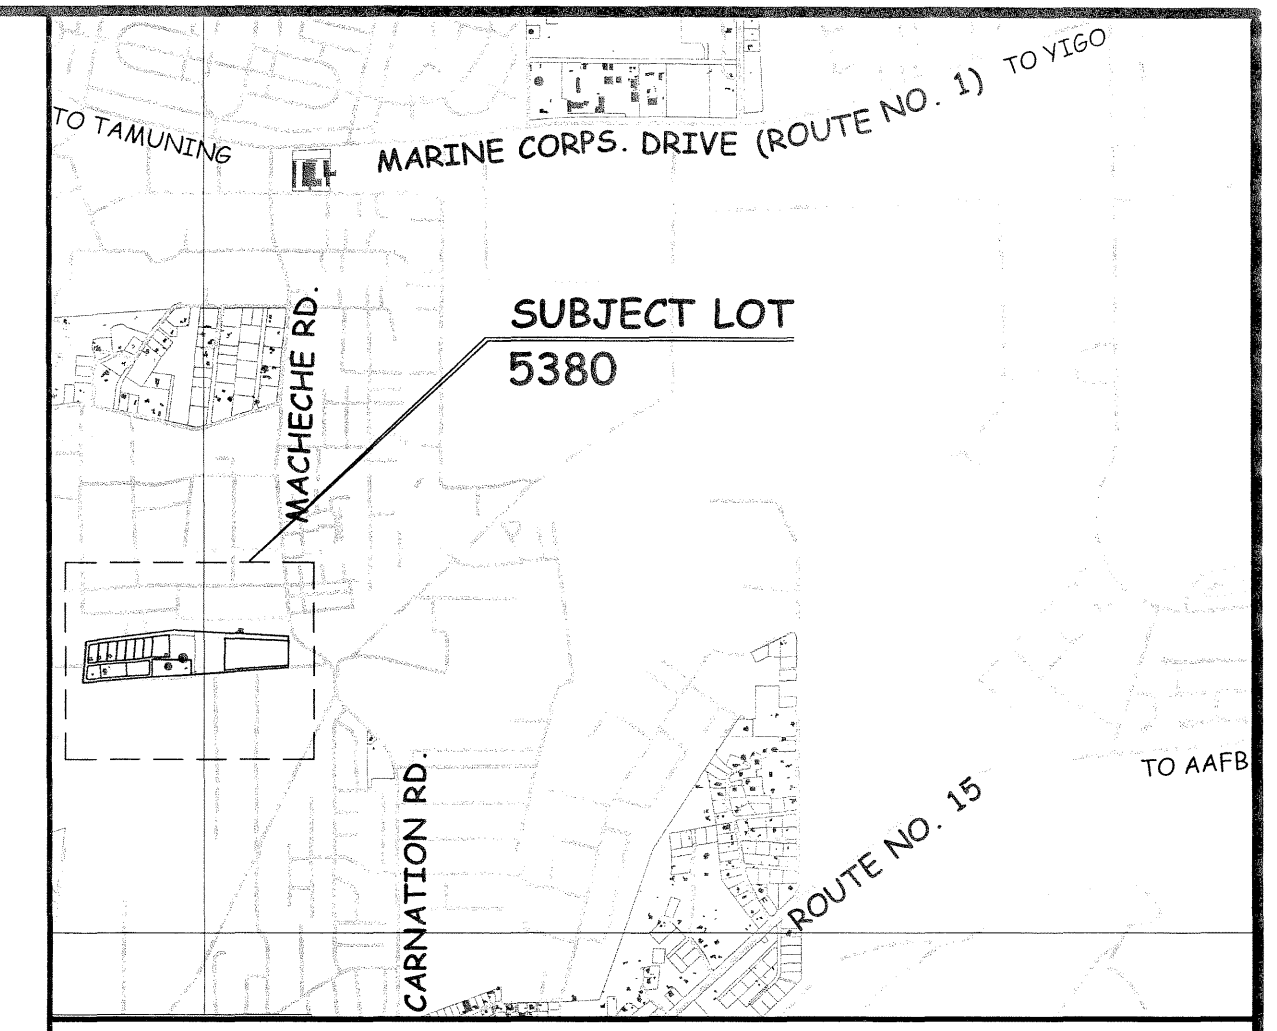 TO YIGO
MARINE CORPS. DRIVE (ROUTE NO. 1)
TO TAMUNING
MACHECHE RD.
SUBJECT LOT
5380
TO AAFB
CARNATION RD.
ROUTE NO. 15